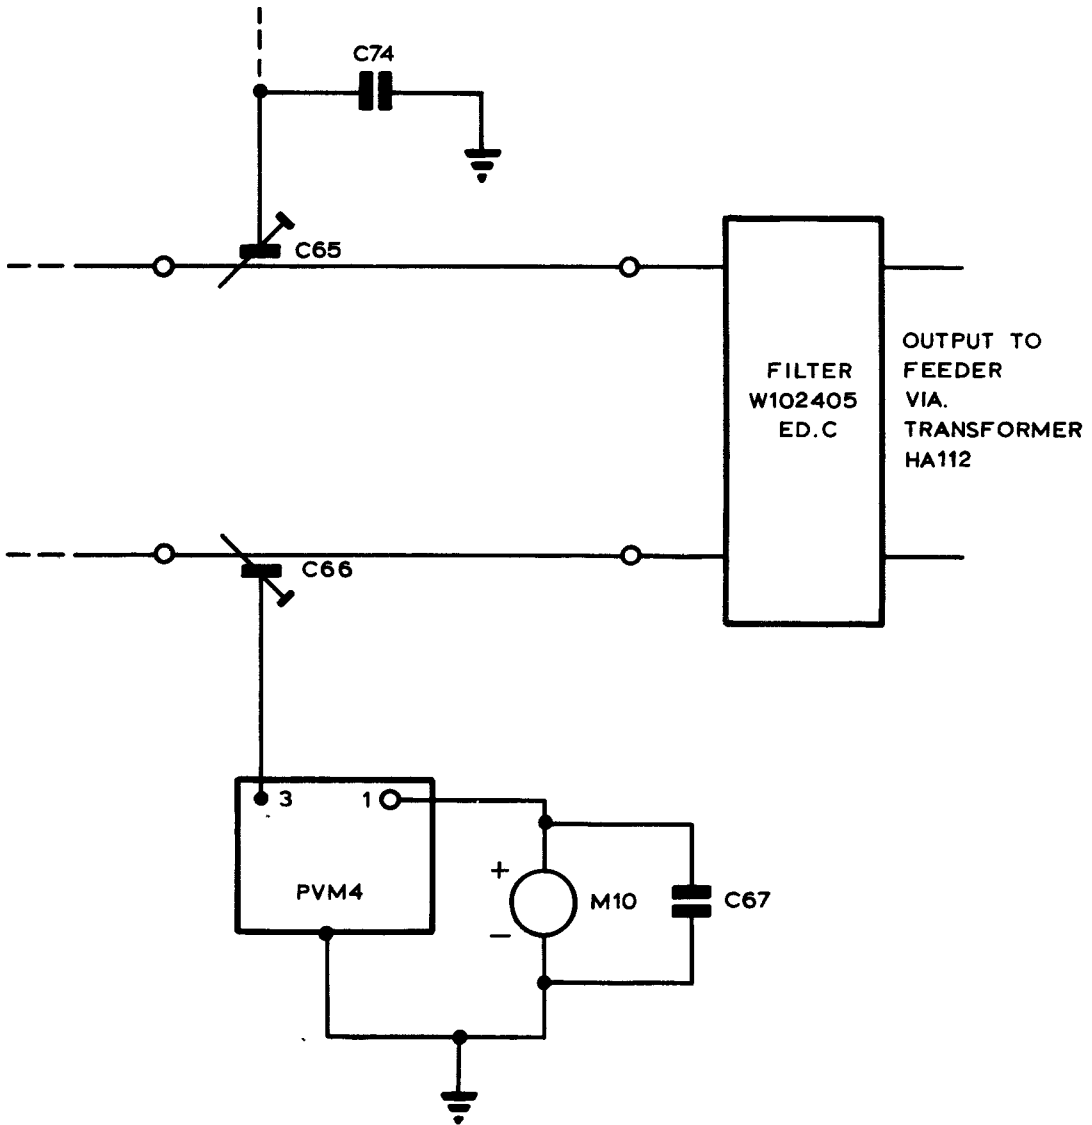 C74
C65
FILTER
W102405
ED.C
OUTPUT TO
FEEDER
VIA.
TRANSFORMER
HA112
C66
3
1
PVM4
+
M10
−
C67